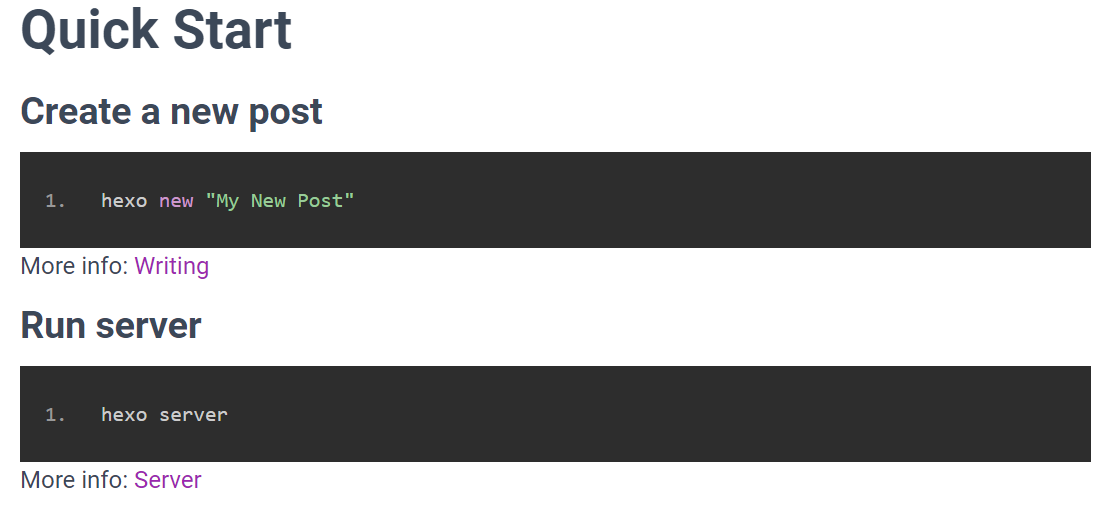 Quick Start
Create a new post
1. hexo new "My New Post"
More info: Writing
Run server
1. hexo server
More info: Server